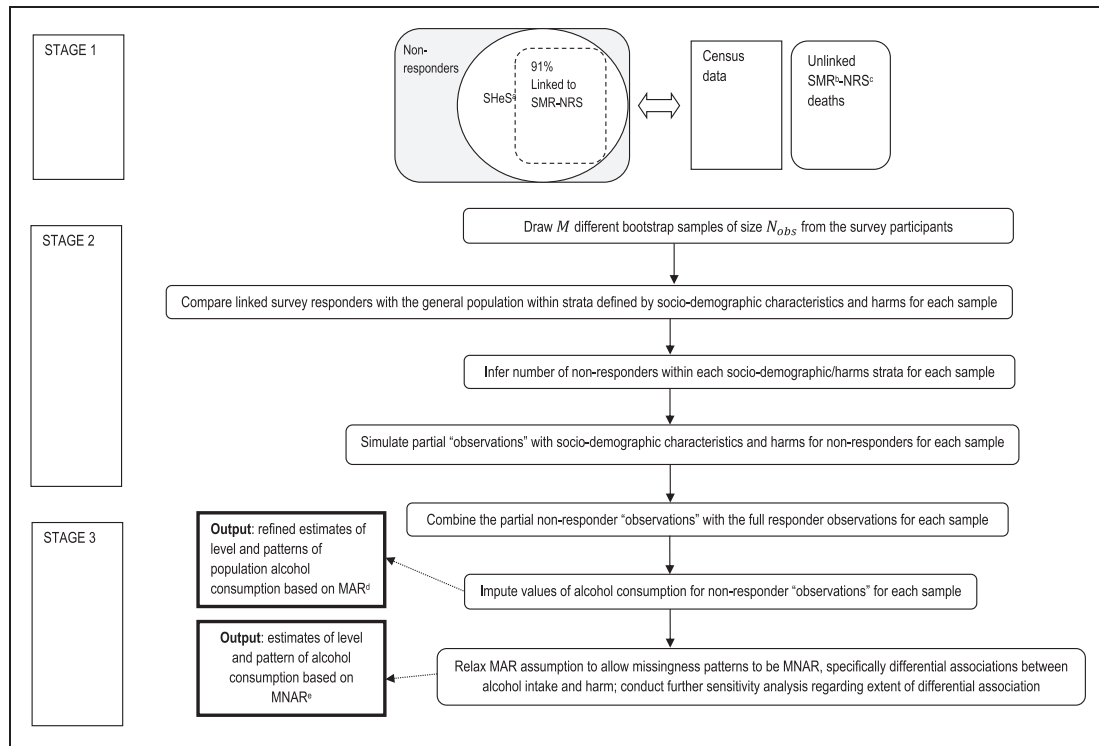 STAGE 1
Non-
responders
SHeSᵃ
91%
Linked to
SMR-NRS
Census
data
Unlinked
SMRᵇ-NRSᶜ
deaths
STAGE 2
Draw M different bootstrap samples of size N_obs from the survey participants
Compare linked survey responders with the general population within strata defined by socio-demographic characteristics and harms for each sample
Infer number of non-responders within each socio-demographic/harms strata for each sample
Simulate partial “observations” with socio-demographic characteristics and harms for non-responders for each sample
STAGE 3
Combine the partial non-responder “observations” with the full responder observations for each sample
Output: refined estimates of
level and patterns of
population alcohol
consumption based on MARᵈ
Impute values of alcohol consumption for non-responder “observations” for each sample
Output: estimates of level
and pattern of alcohol
consumption based on
MNARᵉ
Relax MAR assumption to allow missingness patterns to be MNAR, specifically differential associations between
alcohol intake and harm; conduct further sensitivity analysis regarding extent of differential association